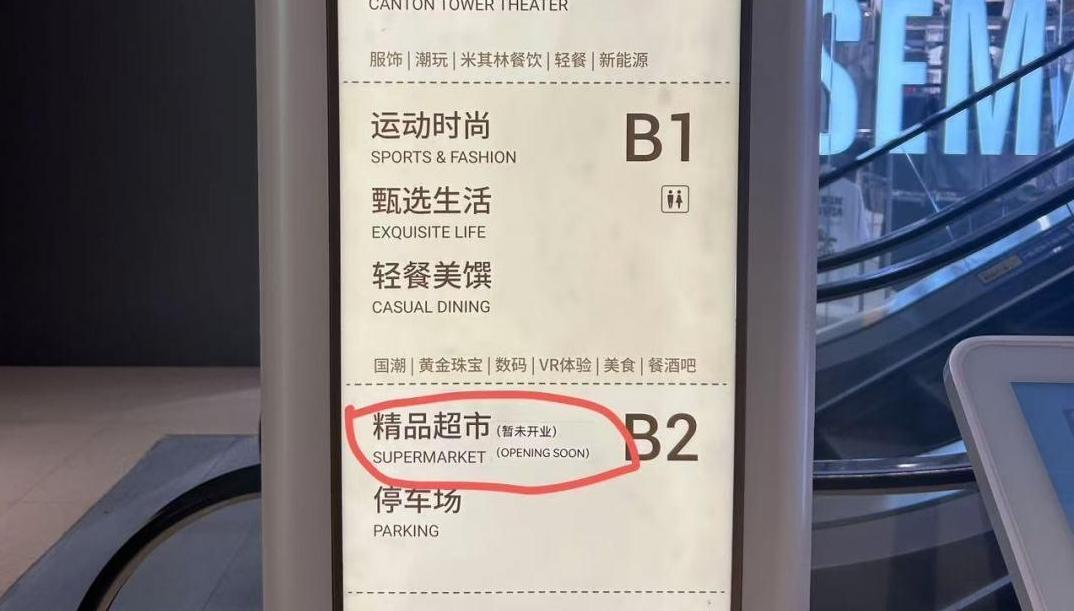 CANTON TOWER THEATER
服饰 | 潮玩 | 米其林餐饮 | 轻餐 | 新能源
运动时尚
B1
SPORTS & FASHION
甄选生活
EXQUISITE LIFE
轻餐美馔
CASUAL DINING
国潮 | 黄金珠宝 | 数码 | VR体验 | 美食 | 餐酒吧
精品超市 (暂未开业)
B2
SUPERMARKET (OPENING SOON)
停车场
PARKING